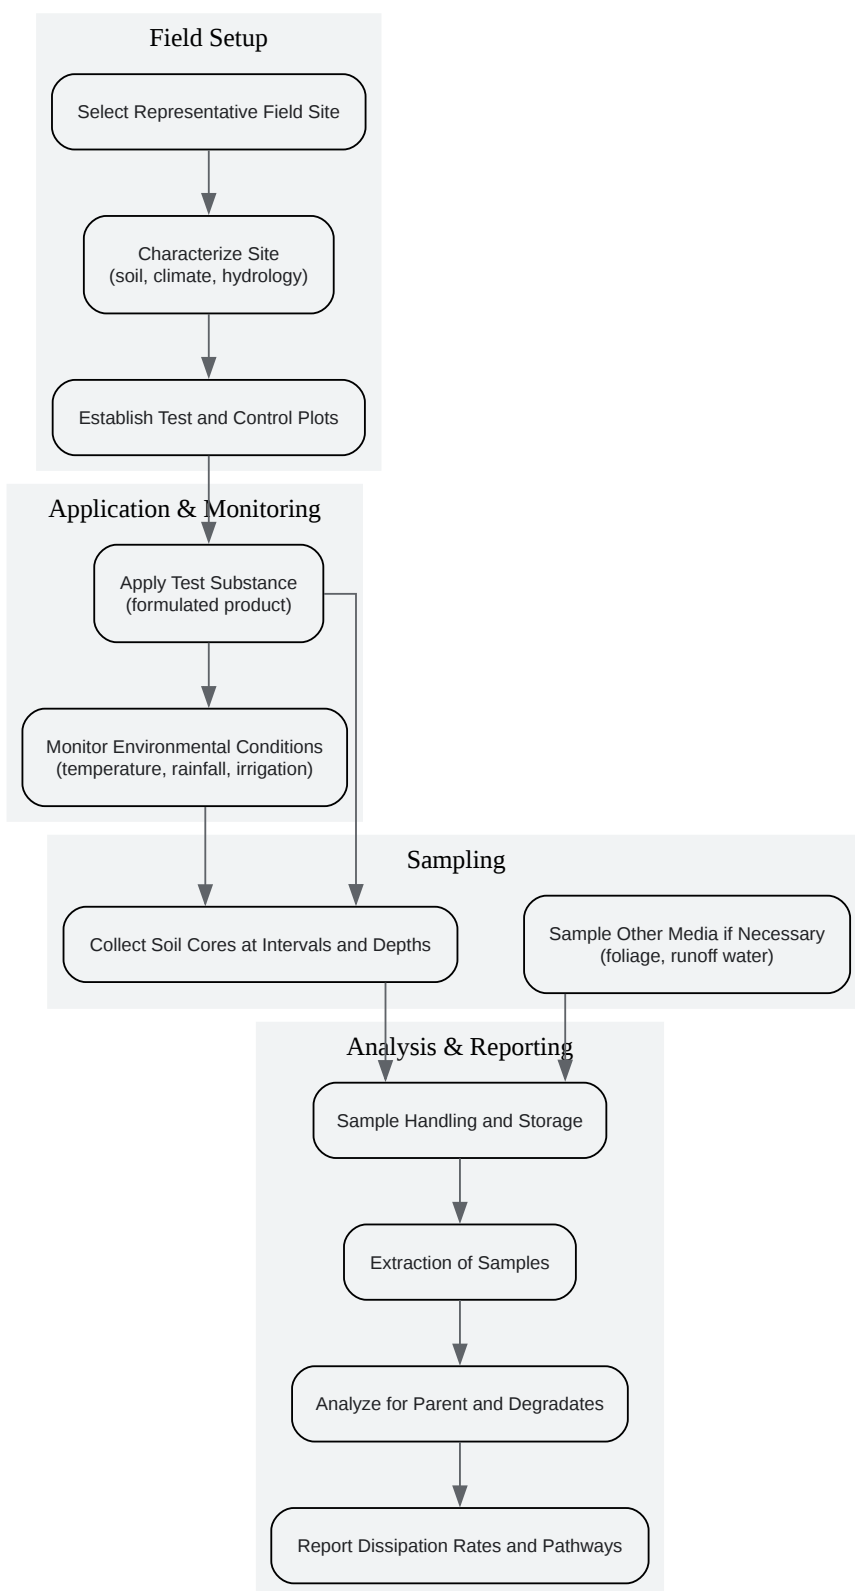 Field Setup
Select Representative Field Site
Characterize Site
(soil, climate, hydrology)
Establish Test and Control Plots
Application & Monitoring
Apply Test Substance
(formulated product)
Monitor Environmental Conditions
(temperature, rainfall, irrigation)
Sampling
Collect Soil Cores at Intervals and Depths
Sample Other Media if Necessary
(foliage, runoff water)
Analysis & Reporting
Sample Handling and Storage
Extraction of Samples
Analyze for Parent and Degradates
Report Dissipation Rates and Pathways